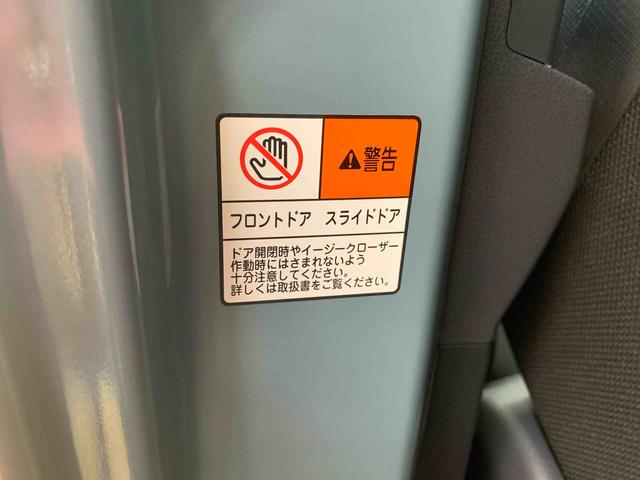 警告
フロントドア スライドドア
ドア開閉時やイージークローザー
作動時にはさまれないよう
十分注意してください。
詳しくは取扱書をご覧ください。